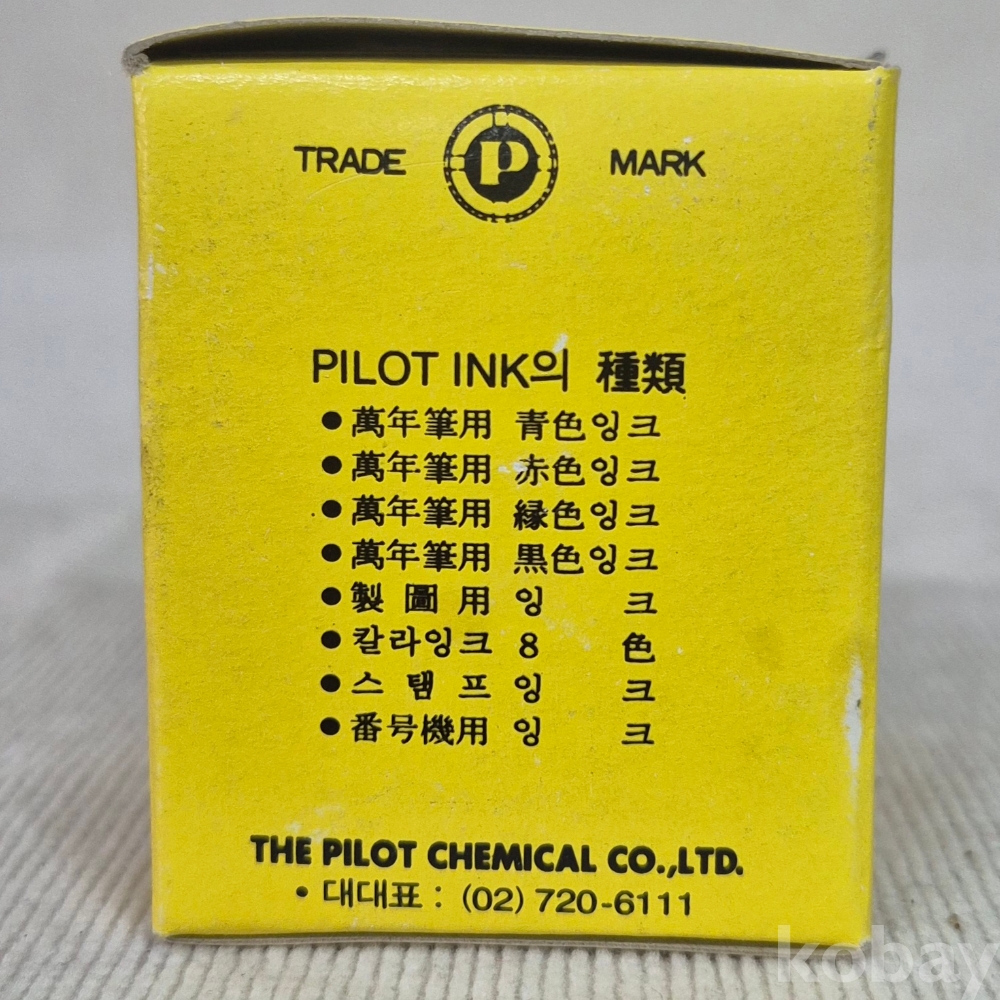 TRADE P MARK
PILOT INK의 種類
● 萬年筆用 靑色잉크
● 萬年筆用 赤色잉크
● 萬年筆用 縁色잉크
● 萬年筆用 黒色잉크
● 製圖用 잉크
● 칼라잉크 8色
● 스탬프잉크
● 番号機用 잉크
THE PILOT CHEMICAL CO.,LTD.
• 대대표 : (02) 720-6111
kobay